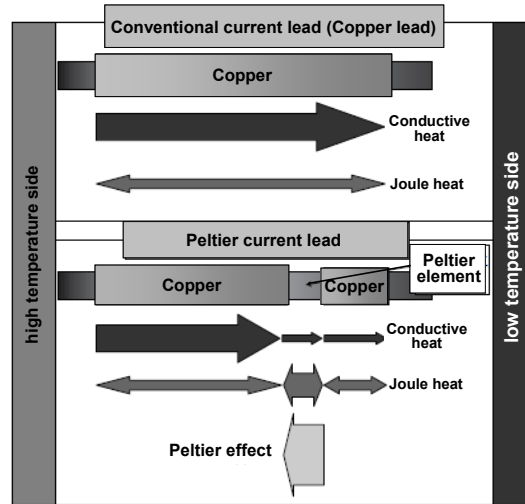 Conventional current lead (Copper lead)
Copper
Conductive
heat
Joule heat
high temperature side
low temperature side
Peltier current lead
Peltier
element
Copper
Copper
Conductive
heat
Joule heat
Peltier effect